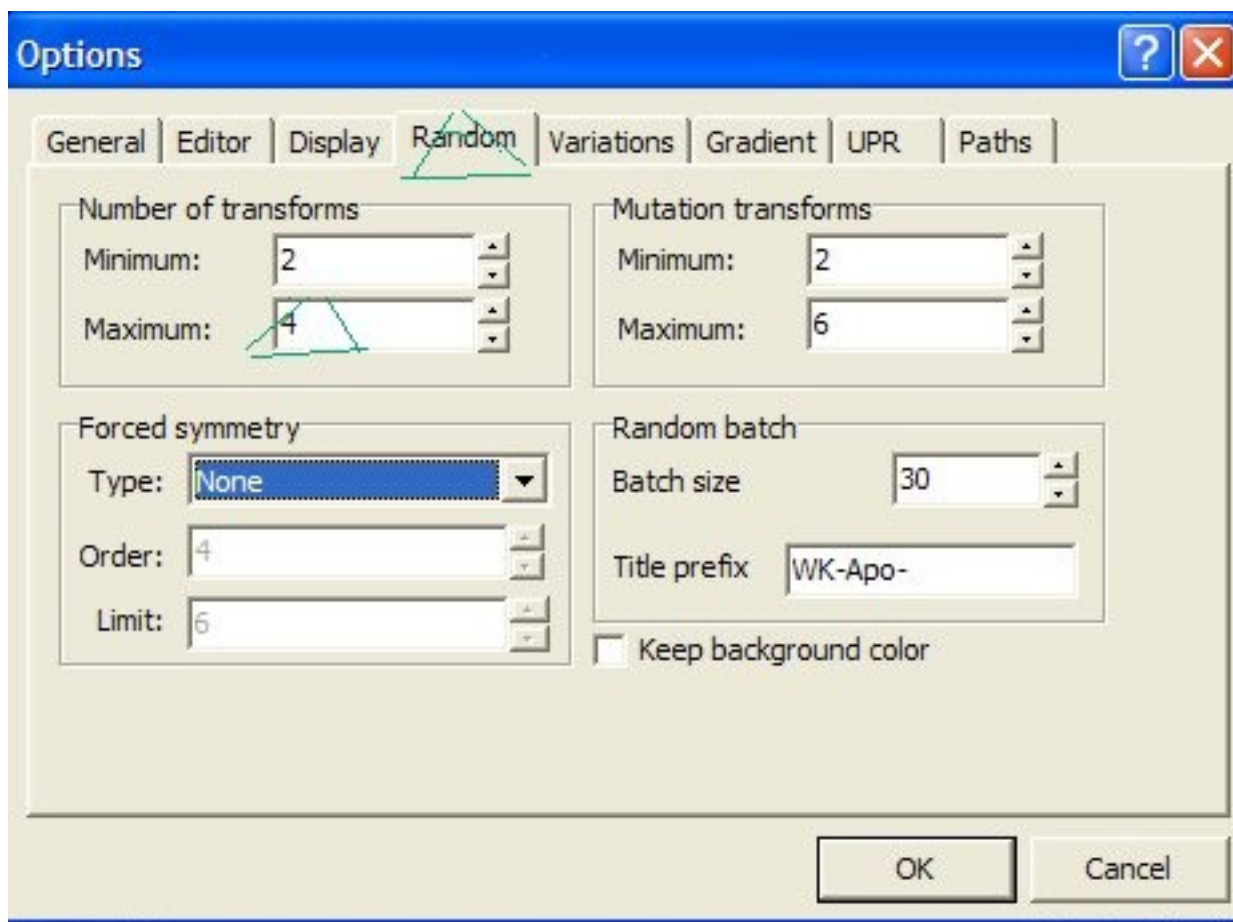 Options
General Editor Display Random Variations Gradient UPR Paths
Number of transforms
Minimum: 2
Maximum: 4
Mutation transforms
Minimum: 2
Maximum: 6
Forced symmetry
Type: None
Order: 4
Limit: 6
Random batch
Batch size 30
Title prefix WK-Apo-
Keep background color
OK Cancel